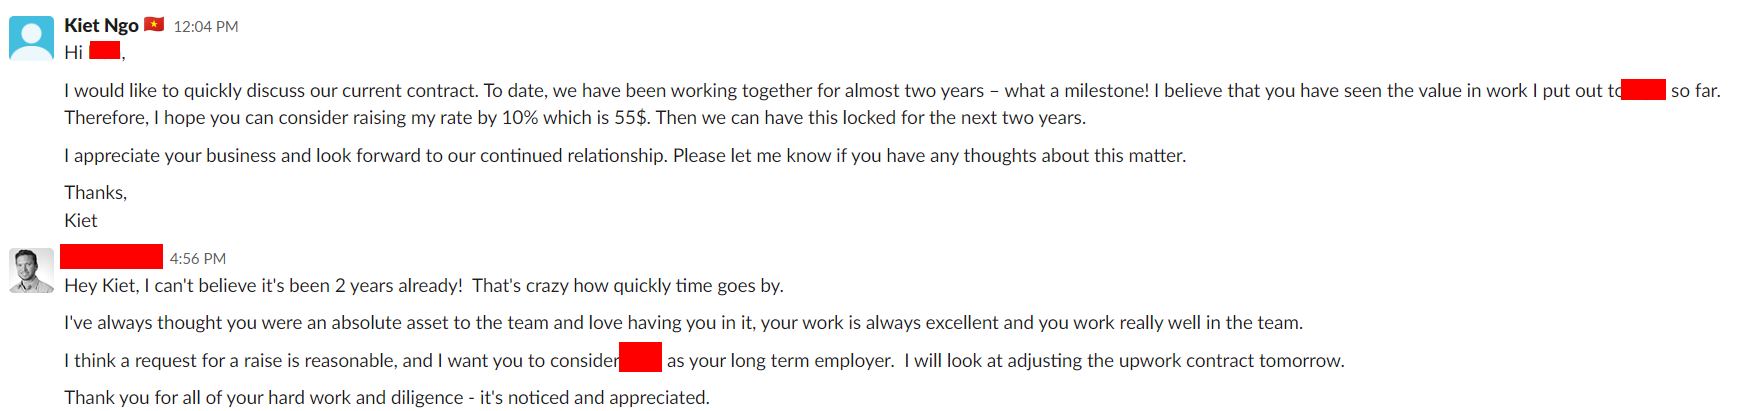 Kiet Ngo 12:04 PM
Hi ,
I would like to quickly discuss our current contract. To date, we have been working together for almost two years – what a milestone! I believe that you have seen the value in work I put out to so far.
Therefore, I hope you can consider raising my rate by 10% which is 55$. Then we can have this locked for the next two years.
I appreciate your business and look forward to our continued relationship. Please let me know if you have any thoughts about this matter.
Thanks,
Kiet
4:56 PM
Hey Kiet, I can't believe it's been 2 years already! That's crazy how quickly time goes by.
I've always thought you were an absolute asset to the team and love having you in it, your work is always excellent and you work really well in the team.
I think a request for a raise is reasonable, and I want you to consider as your long term employer. I will look at adjusting the upwork contract tomorrow.
Thank you for all of your hard work and diligence - it's noticed and appreciated.